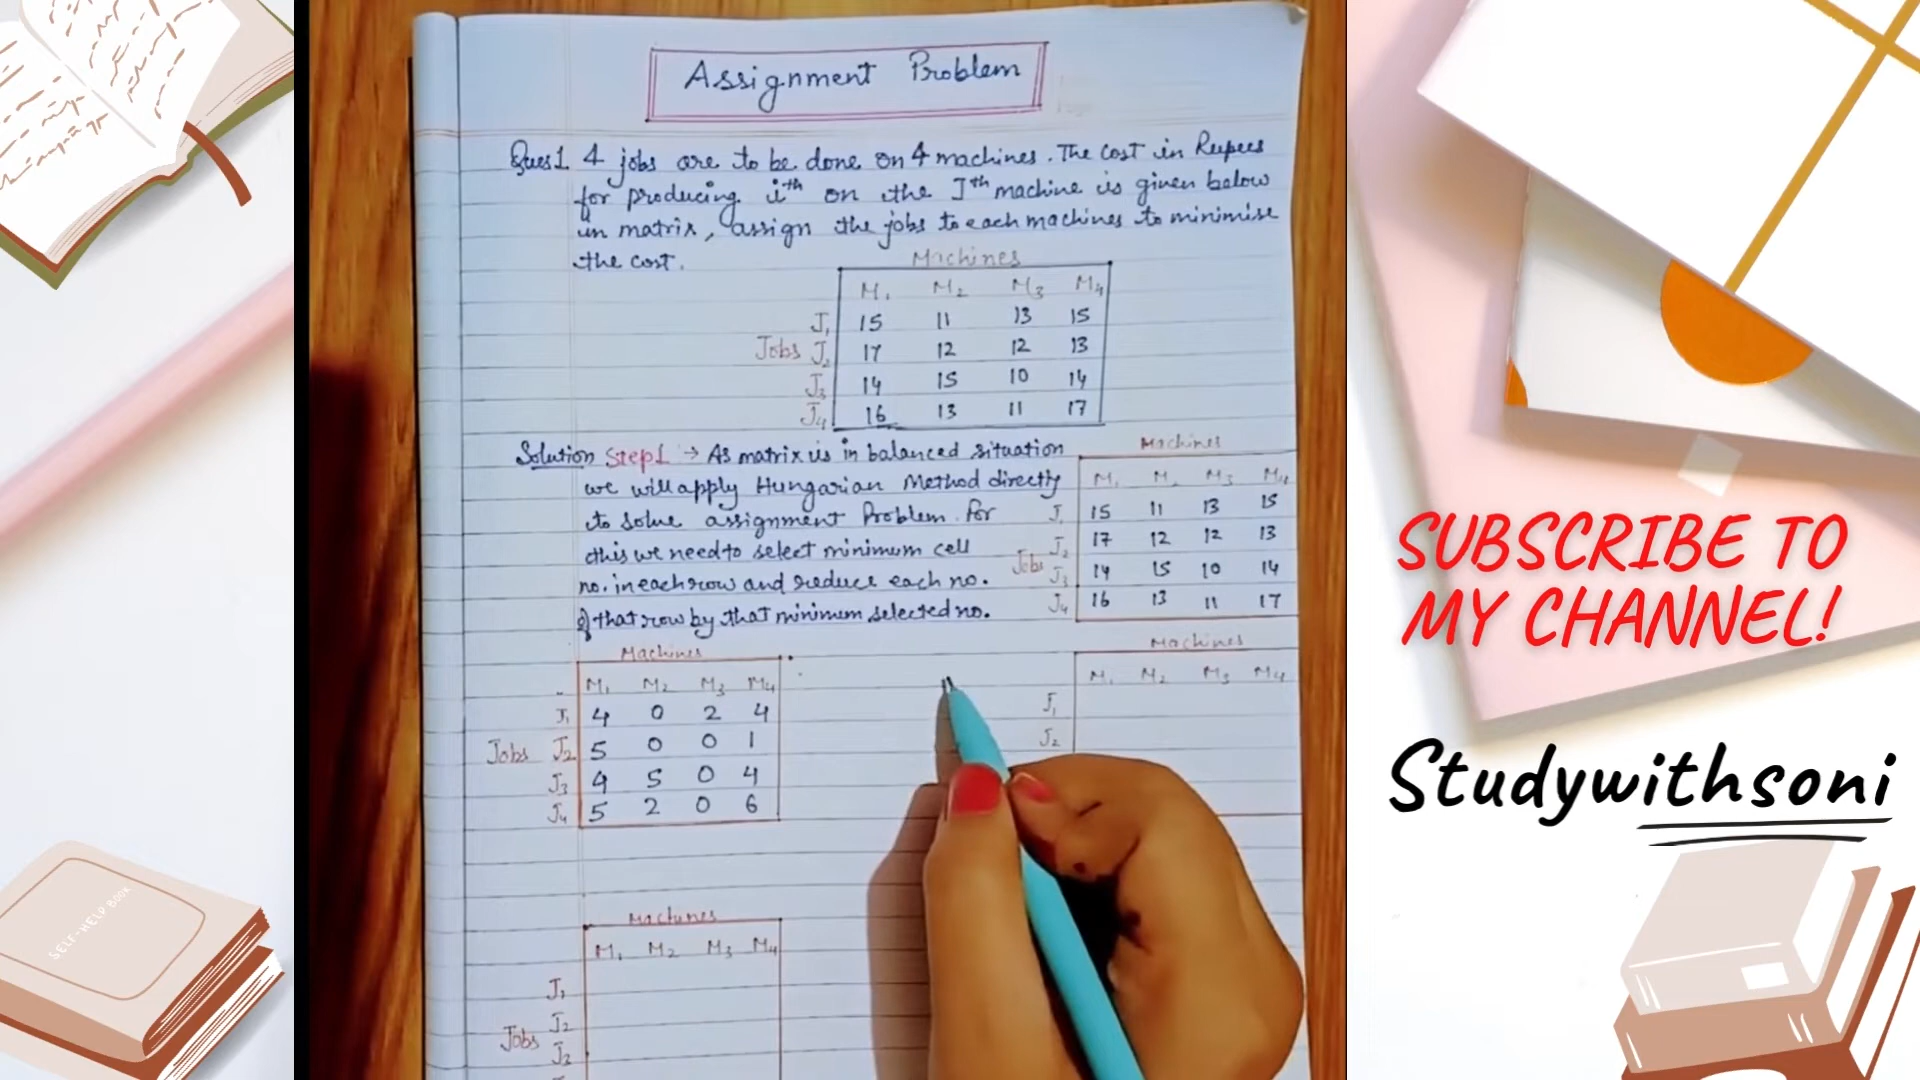 Assignment Problem
Ques 1. 4 jobs are to be done on 4 machines. The Cost in Rupees
for producing ith on the Jth machine is given below
in matrix, assign the jobs to each machines to minimise
the cost.
Machines
M1 M2 M3 M4
J1 15 11 13 15
Jobs J2 17 12 12 13
J3 14 15 10 14
J4 16 13 11 17
Solution Step 1 → As matrix is in balanced situation
we will apply Hungarian Method directly
to solve assignment Problem. For
this we need to select minimum cell
no. in each row and reduce each no.
of that row by that minimum selected no.
Machines
M1 M2 M3 M4
J1 15 11 13 15
J2 17 12 12 13
Jobs J3 14 15 10 14
J4 16 13 11 17
Machines
M1 M2 M3 M4
J1 4 0 2 4
Jobs J2 5 0 0 1
J3 4 5 0 4
J4 5 2 0 6
Machines
M1 M2 M3 M4
J1
J2
Machines
M1 M2 M3 M4
J1
J2
Jobs J3
SUBSCRIBE TO
MY CHANNEL!
Studywithsoni
SELF-HELP BOOK